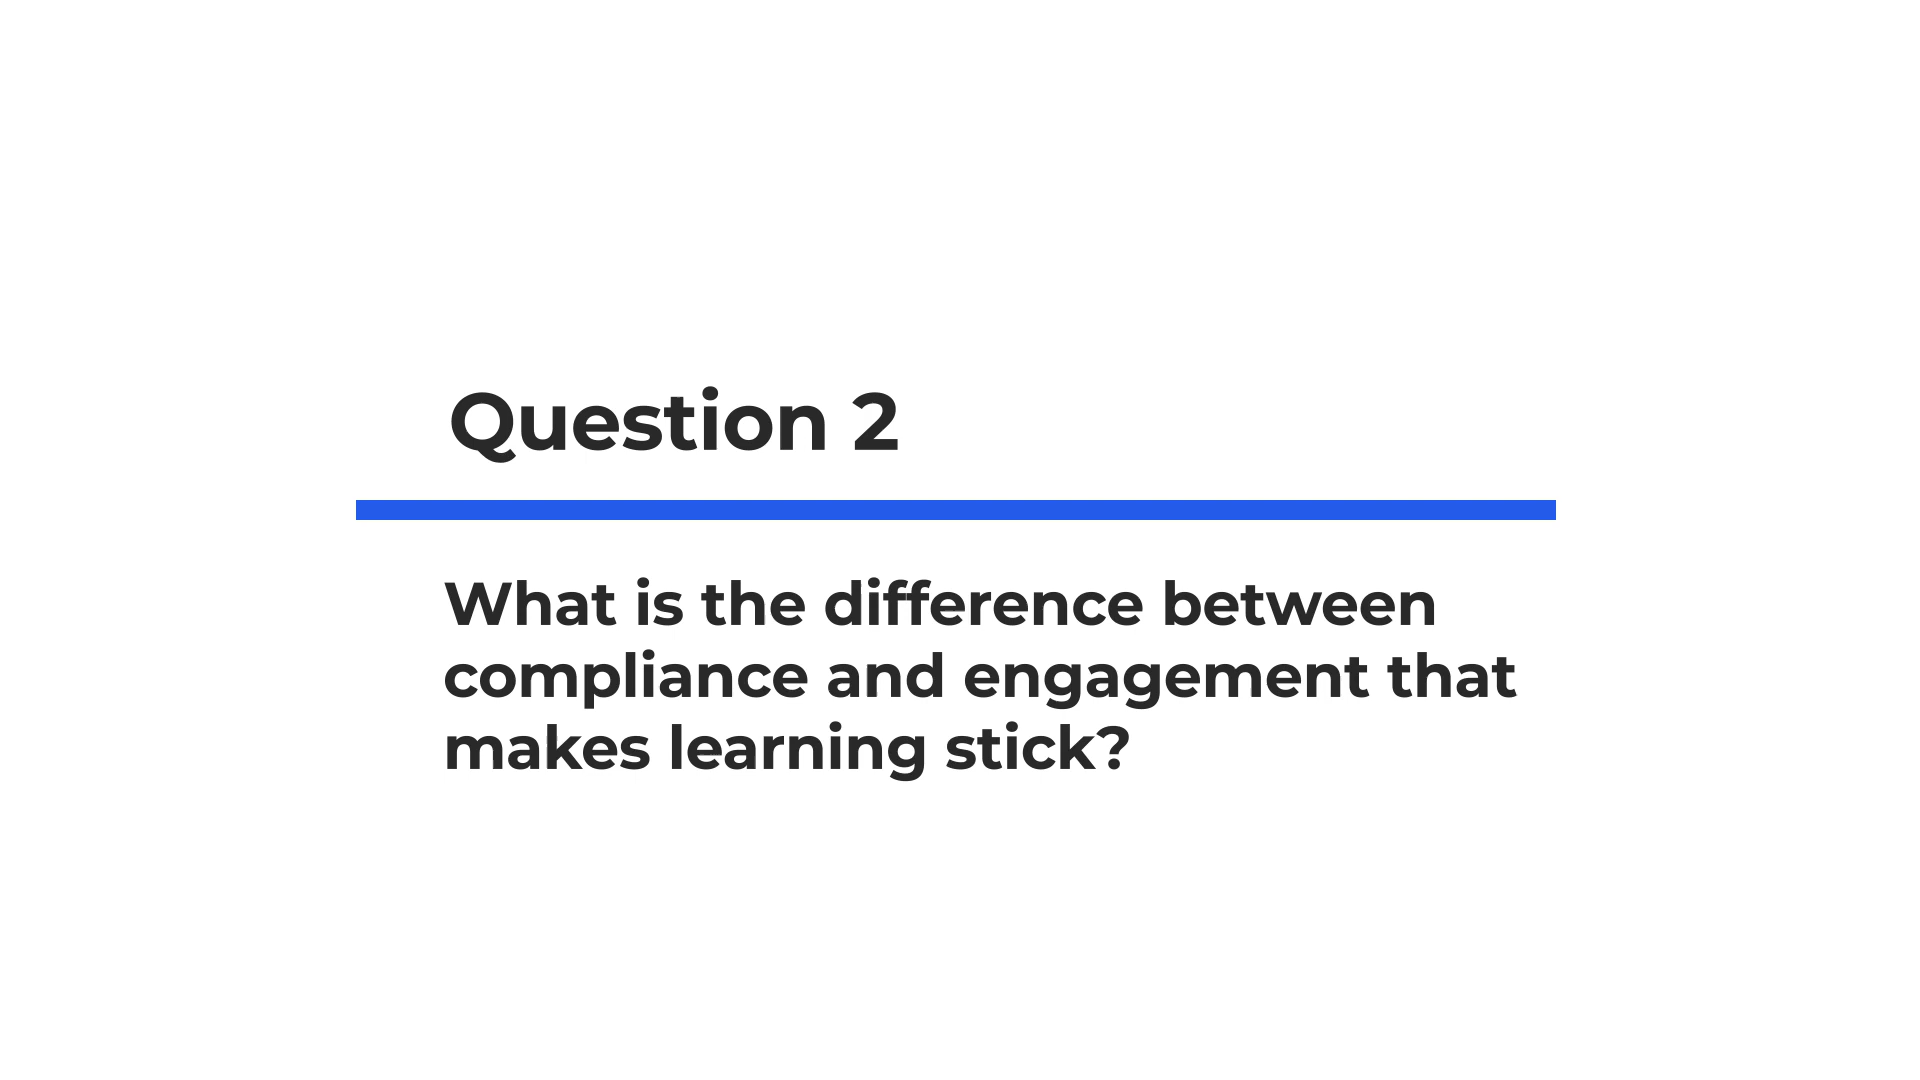 Question 2
What is the difference between
compliance and engagement that
makes learning stick?